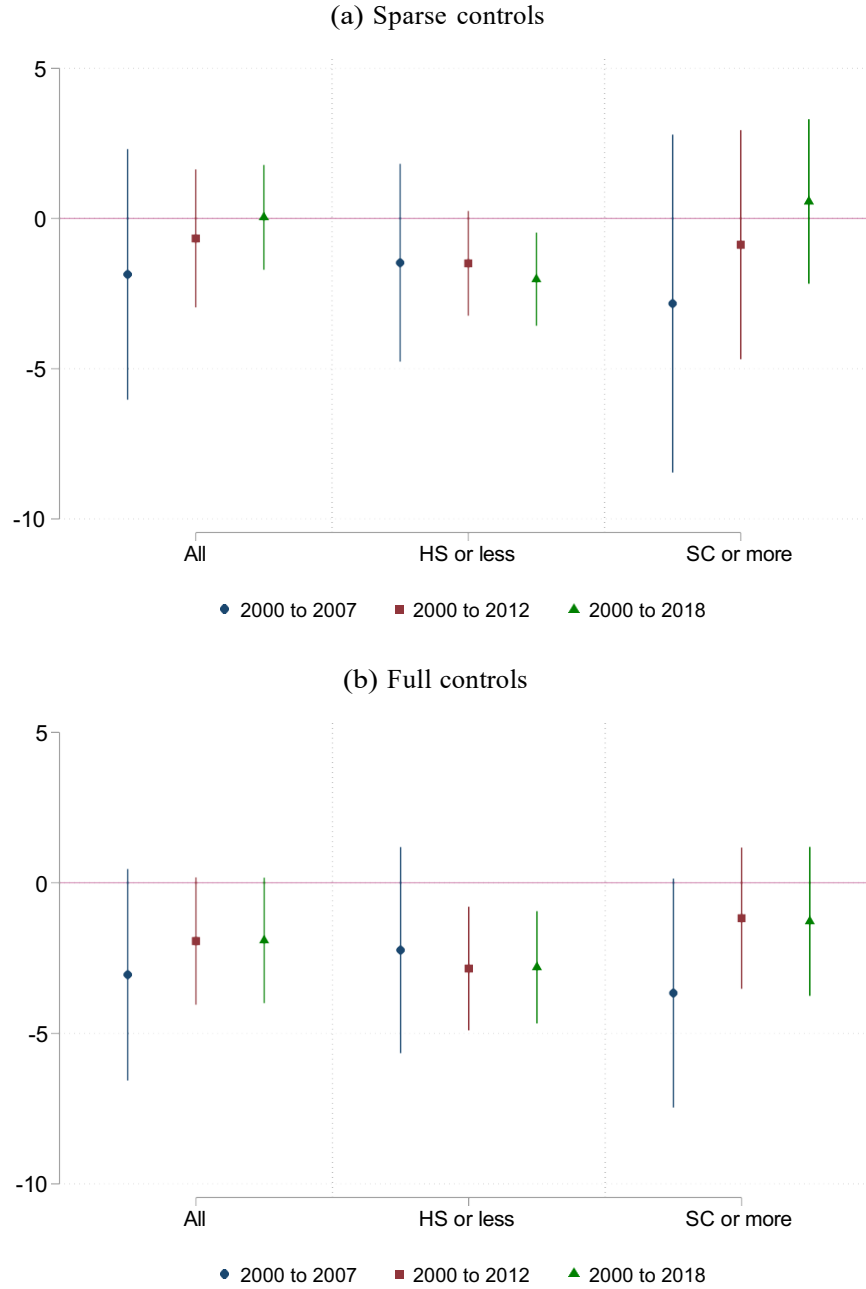 (a) Sparse controls
5
0
-5
-10
All HS or less SC or more
2000 to 2007 2000 to 2012 2000 to 2018
(b) Full controls
5
0
-5
-10
All HS or less SC or more
2000 to 2007 2000 to 2012 2000 to 2018